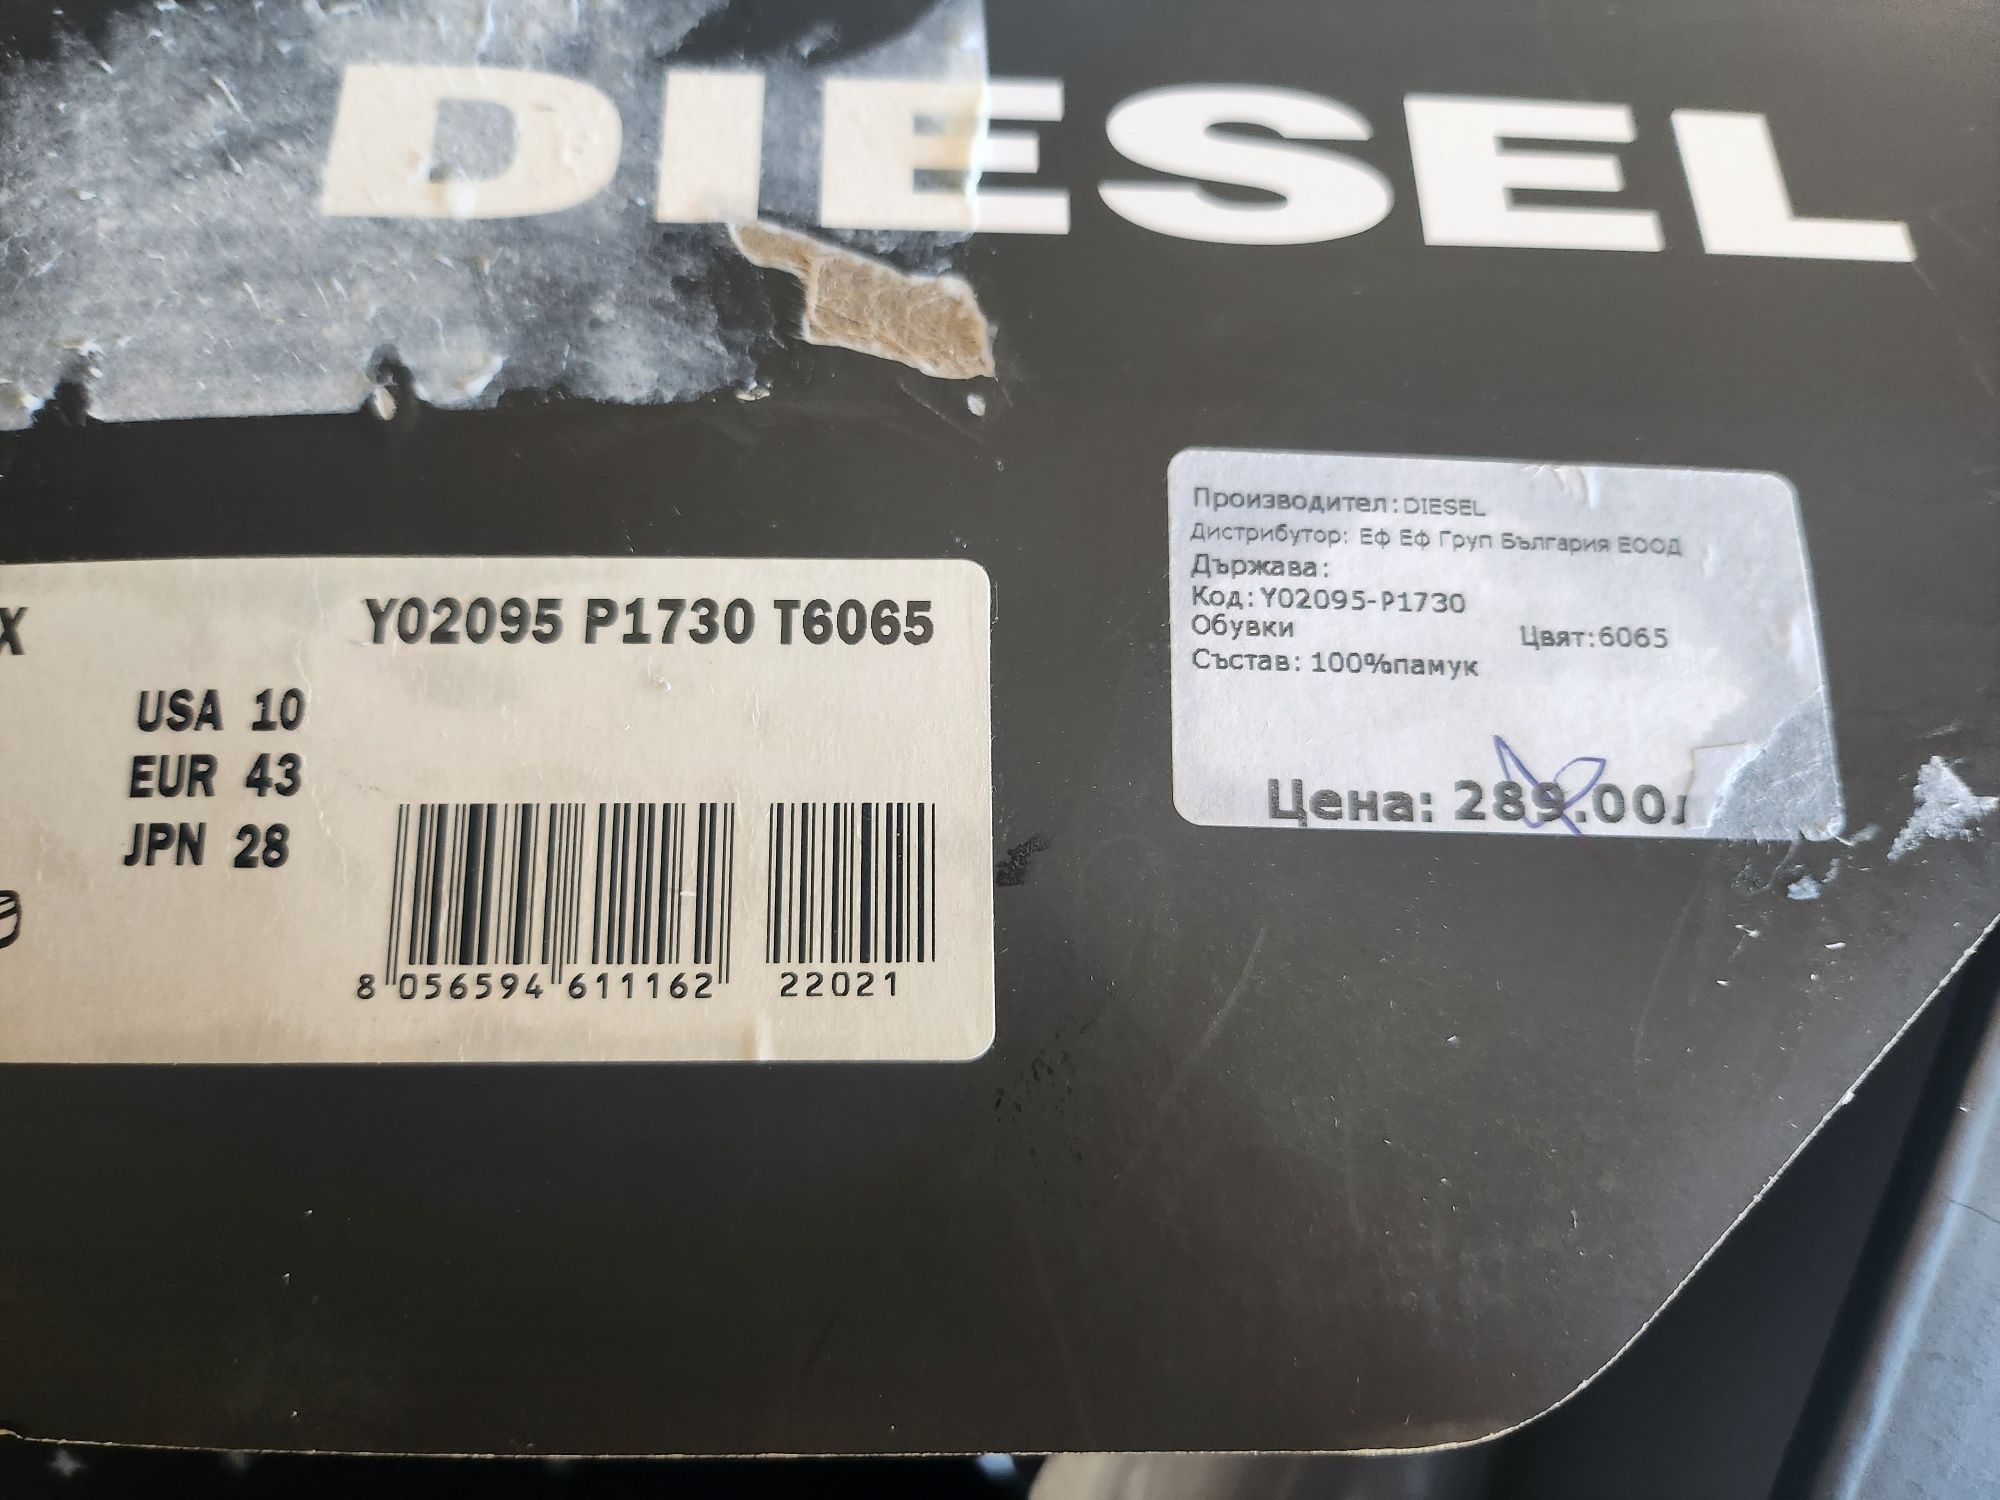 DIESEL
X
Y02095 P1730 T6065
USA 10
EUR 43
JPN 28
8 056594 611162 22021
Производител:DIESEL
Дистрибутор: Еф Еф Груп България ЕООД
Държава:
Код:Y02095-P1730
Обувки Цвят:6065
Състав: 100%памук
Цена: 289.00л